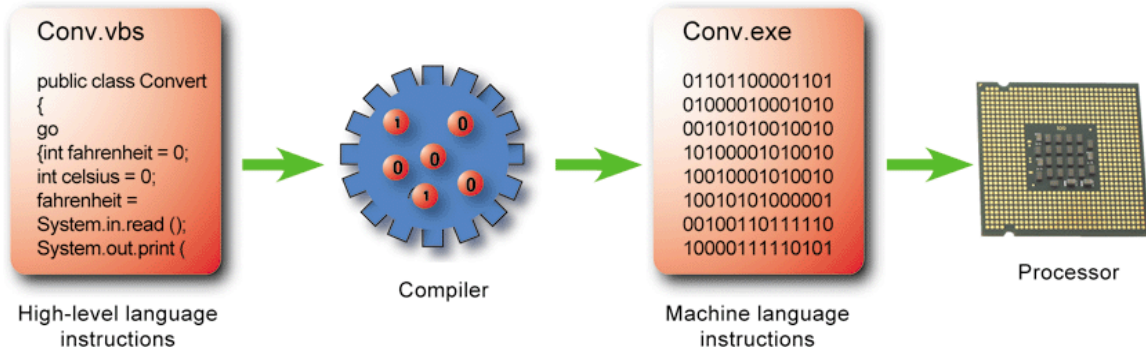 Conv.vbs
public class Convert
{
go
{int fahrenheit = 0;
int celsius = 0;
fahrenheit =
System.in.read ();
System.out.print (
High-level language
instructions
1
0
0
0
0
1
Compiler
Conv.exe
01101100001101
01000010001010
00101010010010
10100001010010
10010001010010
10010101000001
00100110111110
10000111110101
Machine language
instructions
Processor